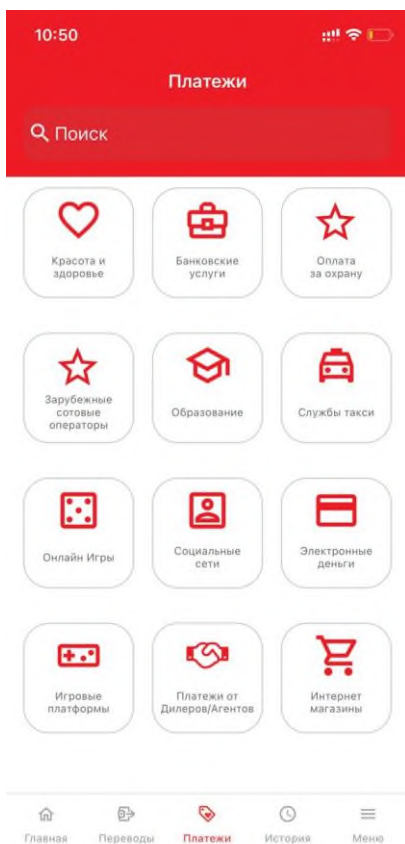 10:50
Платежи
Поиск
Красота и
здоровье
Банковские
услуги
Оплата
за охрану
Зарубежные
сотовые
операторы
Образование
Службы такси
Онлайн Игры
Социальные
сети
Электронные
деньги
Игровые
платформы
Платежи от
Дилеров/Агентов
Интернет
магазины
Главная
Переводы
Платежи
История
Меню